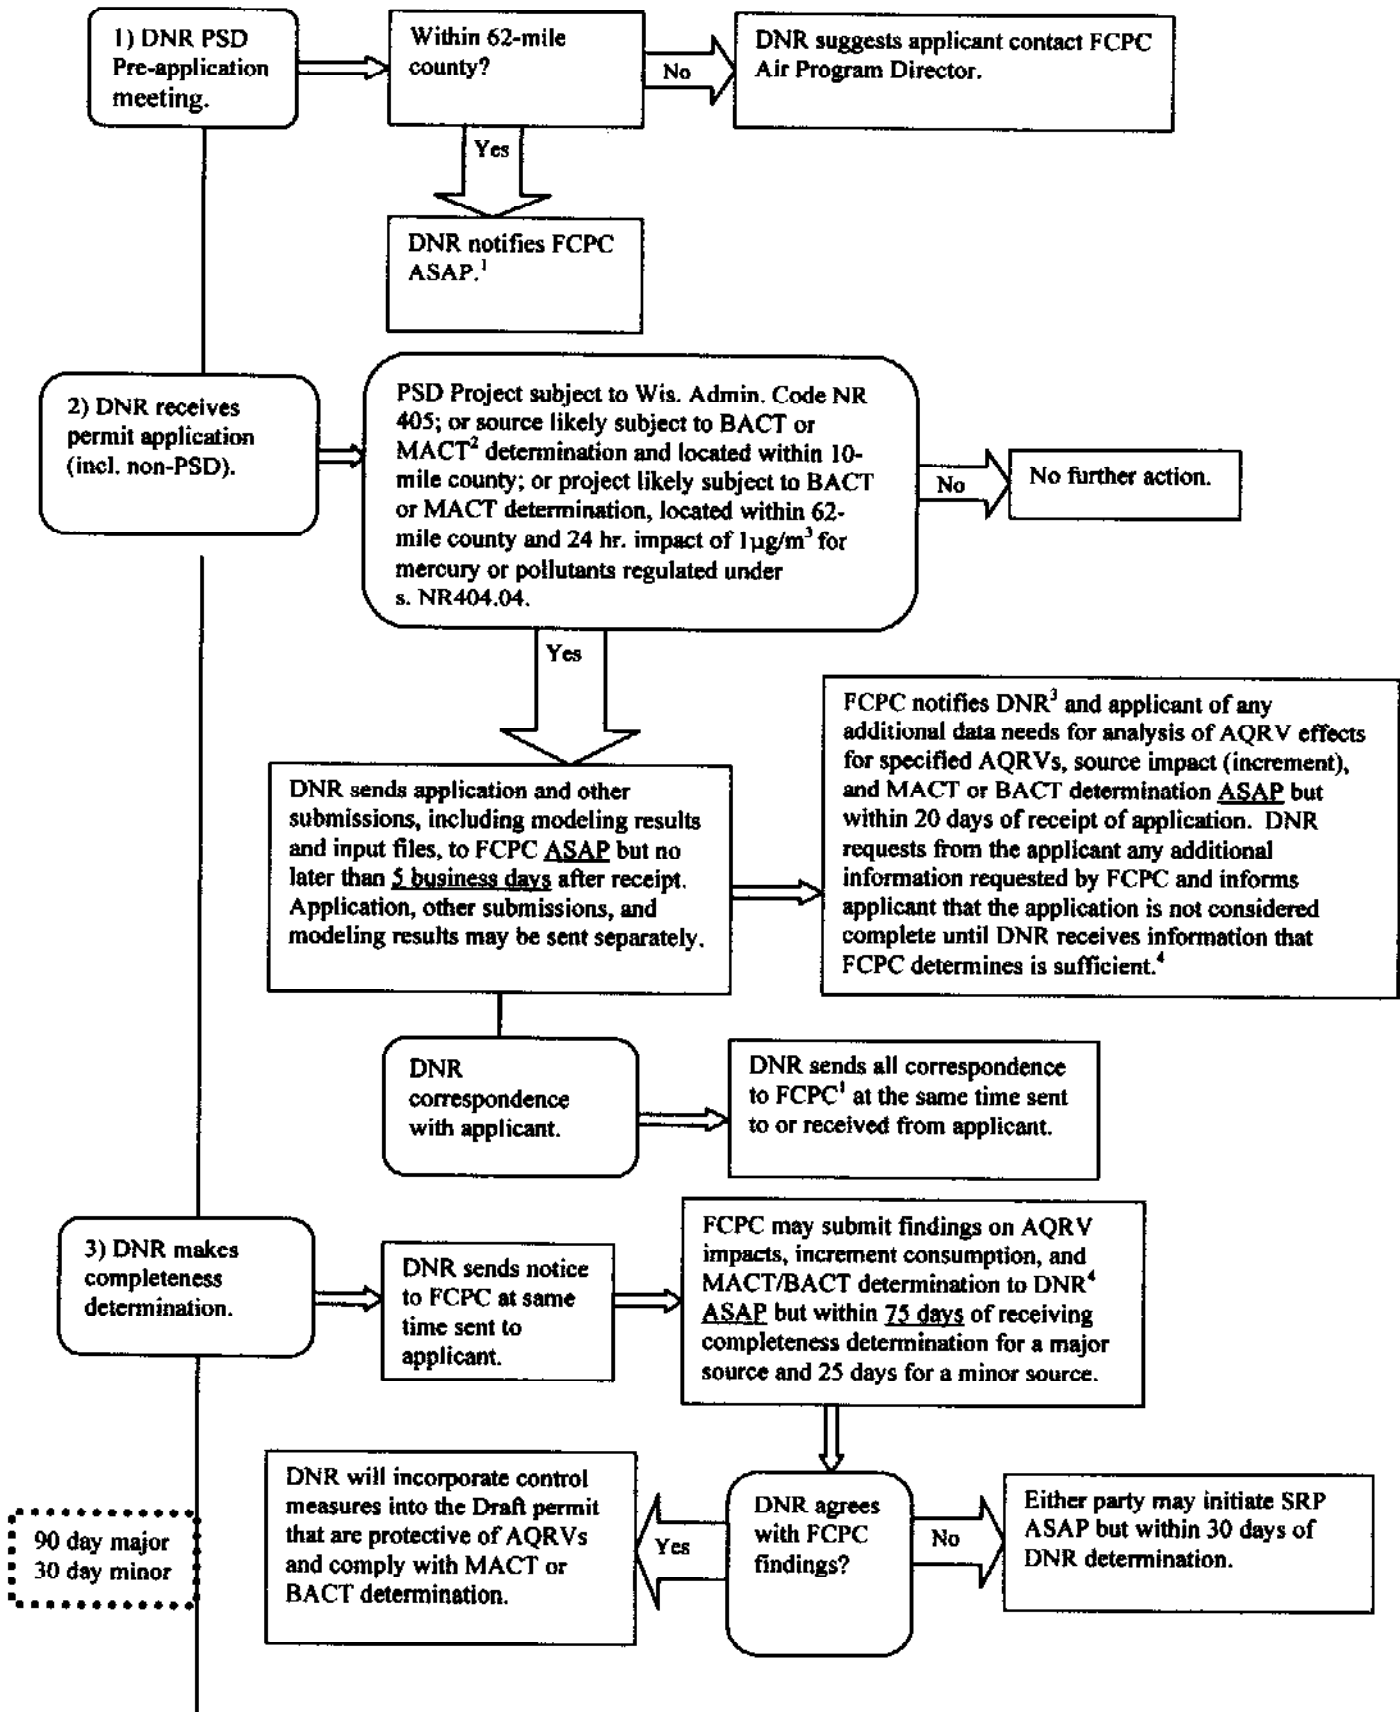 1) DNR PSD
Pre-application
meeting.
Within 62-mile
county?
No
DNR suggests applicant contact FCPC
Air Program Director.
Yes
DNR notifies FCPC
ASAP.¹
2) DNR receives
permit application
(incl. non-PSD).
PSD Project subject to Wis. Admin. Code NR
405; or source likely subject to BACT or
MACT² determination and located within 10-
mile county; or project likely subject to BACT
or MACT determination, located within 62-
mile county and 24 hr. impact of 1µg/m³ for
mercury or pollutants regulated under
s. NR404.04.
No
No further action.
Yes
DNR sends application and other
submissions, including modeling results
and input files, to FCPC ASAP but no
later than 5 business days after receipt.
Application, other submissions, and
modeling results may be sent separately.
FCPC notifies DNR³ and applicant of any
additional data needs for analysis of AQRV effects
for specified AQRVs, source impact (increment),
and MACT or BACT determination ASAP but
within 20 days of receipt of application. DNR
requests from the applicant any additional
information requested by FCPC and informs
applicant that the application is not considered
complete until DNR receives information that
FCPC determines is sufficient.⁴
DNR
correspondence
with applicant.
DNR sends all correspondence
to FCPC¹ at the same time sent
to or received from applicant.
3) DNR makes
completeness
determination.
DNR sends notice
to FCPC at same
time sent to
applicant.
FCPC may submit findings on AQRV
impacts, increment consumption, and
MACT/BACT determination to DNR⁴
ASAP but within 75 days of receiving
completeness determination for a major
source and 25 days for a minor source.
DNR will incorporate control
measures into the Draft permit
that are protective of AQRVs
and comply with MACT or
BACT determination.
Yes
DNR agrees
with FCPC
findings?
No
Either party may initiate SRP
ASAP but within 30 days of
DNR determination.
90 day major
30 day minor